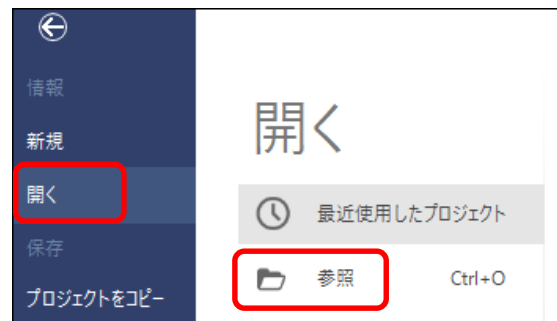 情報
新規
開く
保存
プロジェクトをコピー
開く
最近使用したプロジェクト
参照 Ctrl+O